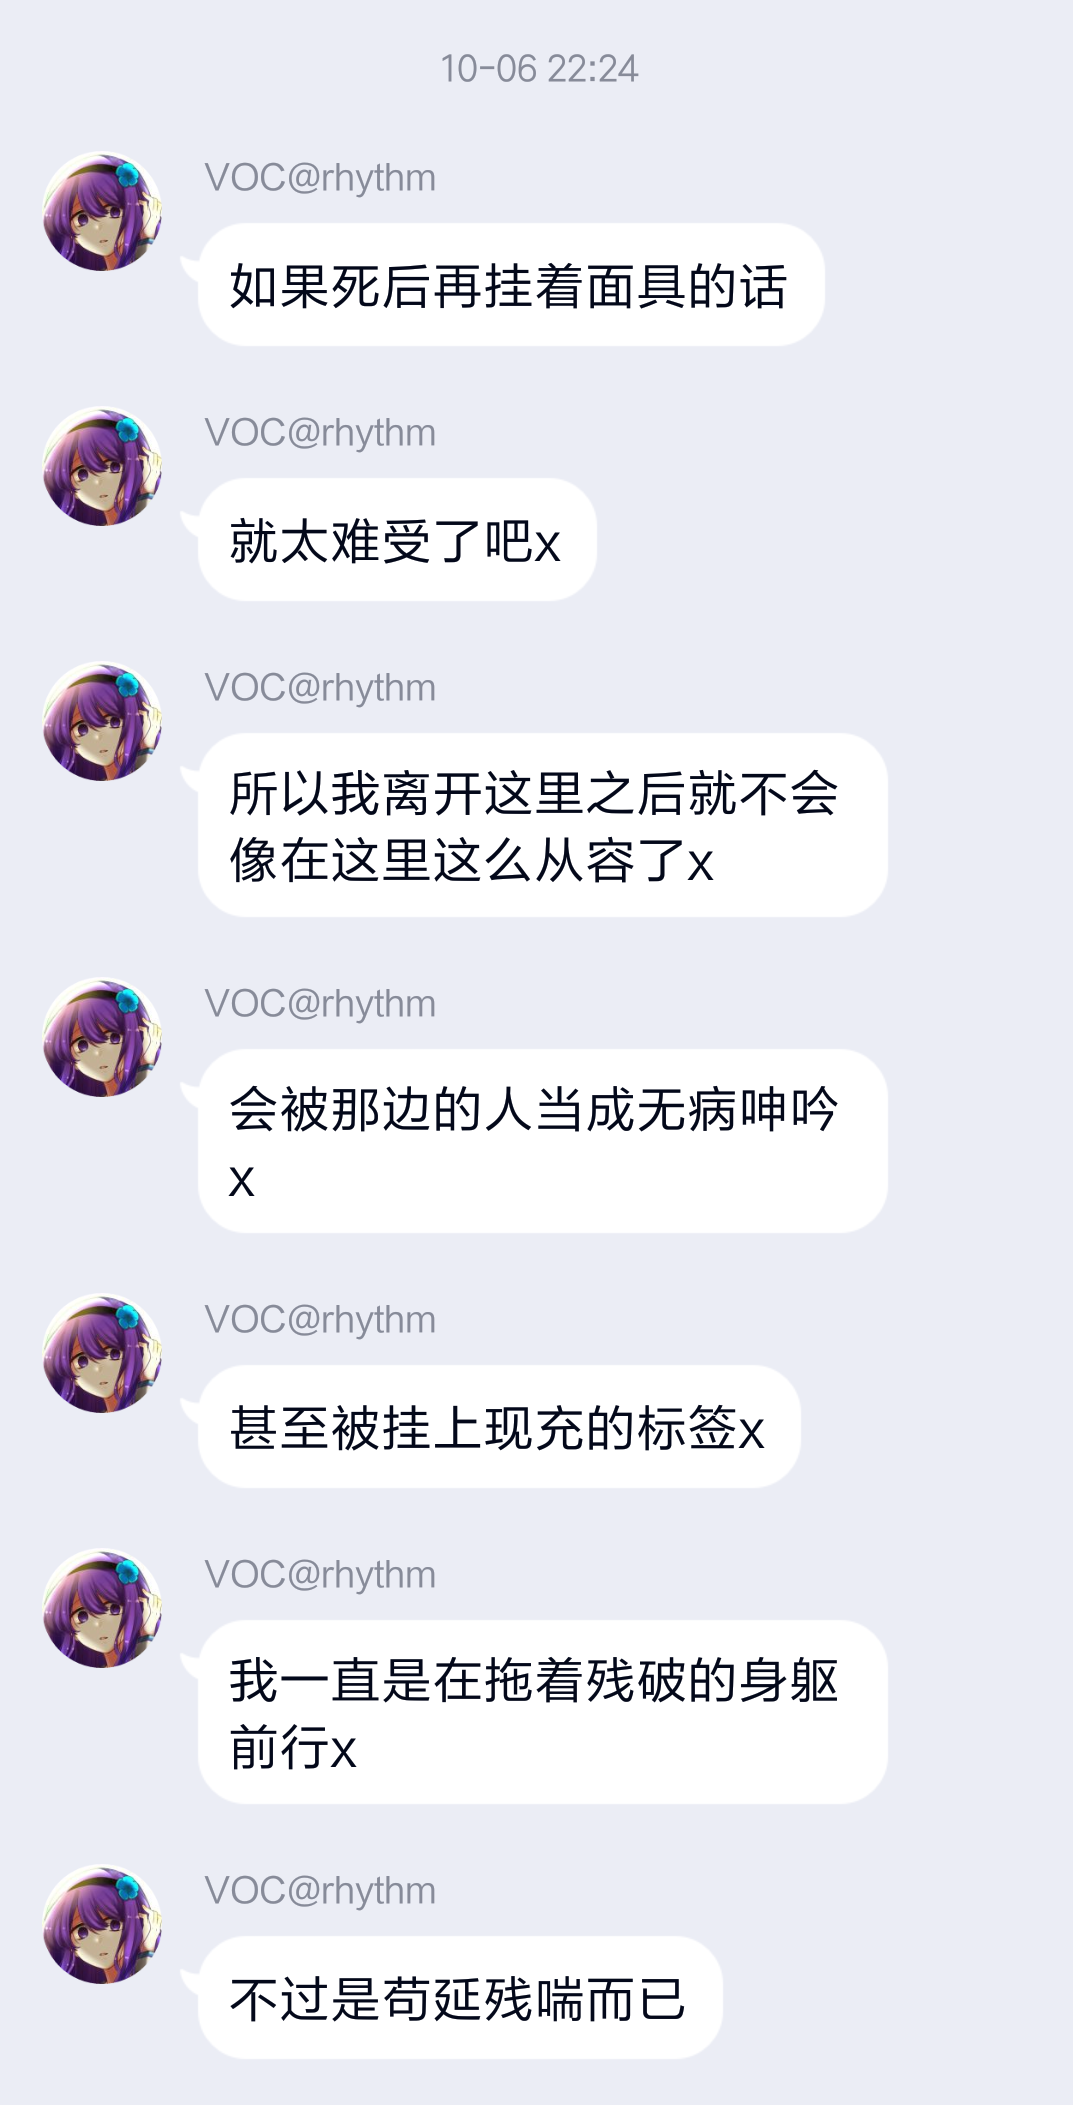 10-06 22:24
VOC@rhythm
如果死后再挂着面具的话
VOC@rhythm
就太难受了吧x
VOC@rhythm
所以我离开这里之后就不会
像在这里这么从容了x
VOC@rhythm
会被那边的人当成无病呻吟
x
VOC@rhythm
甚至被挂上现充的标签x
VOC@rhythm
我一直是在拖着残破的身躯
前行x
VOC@rhythm
不过是苟延残喘而已